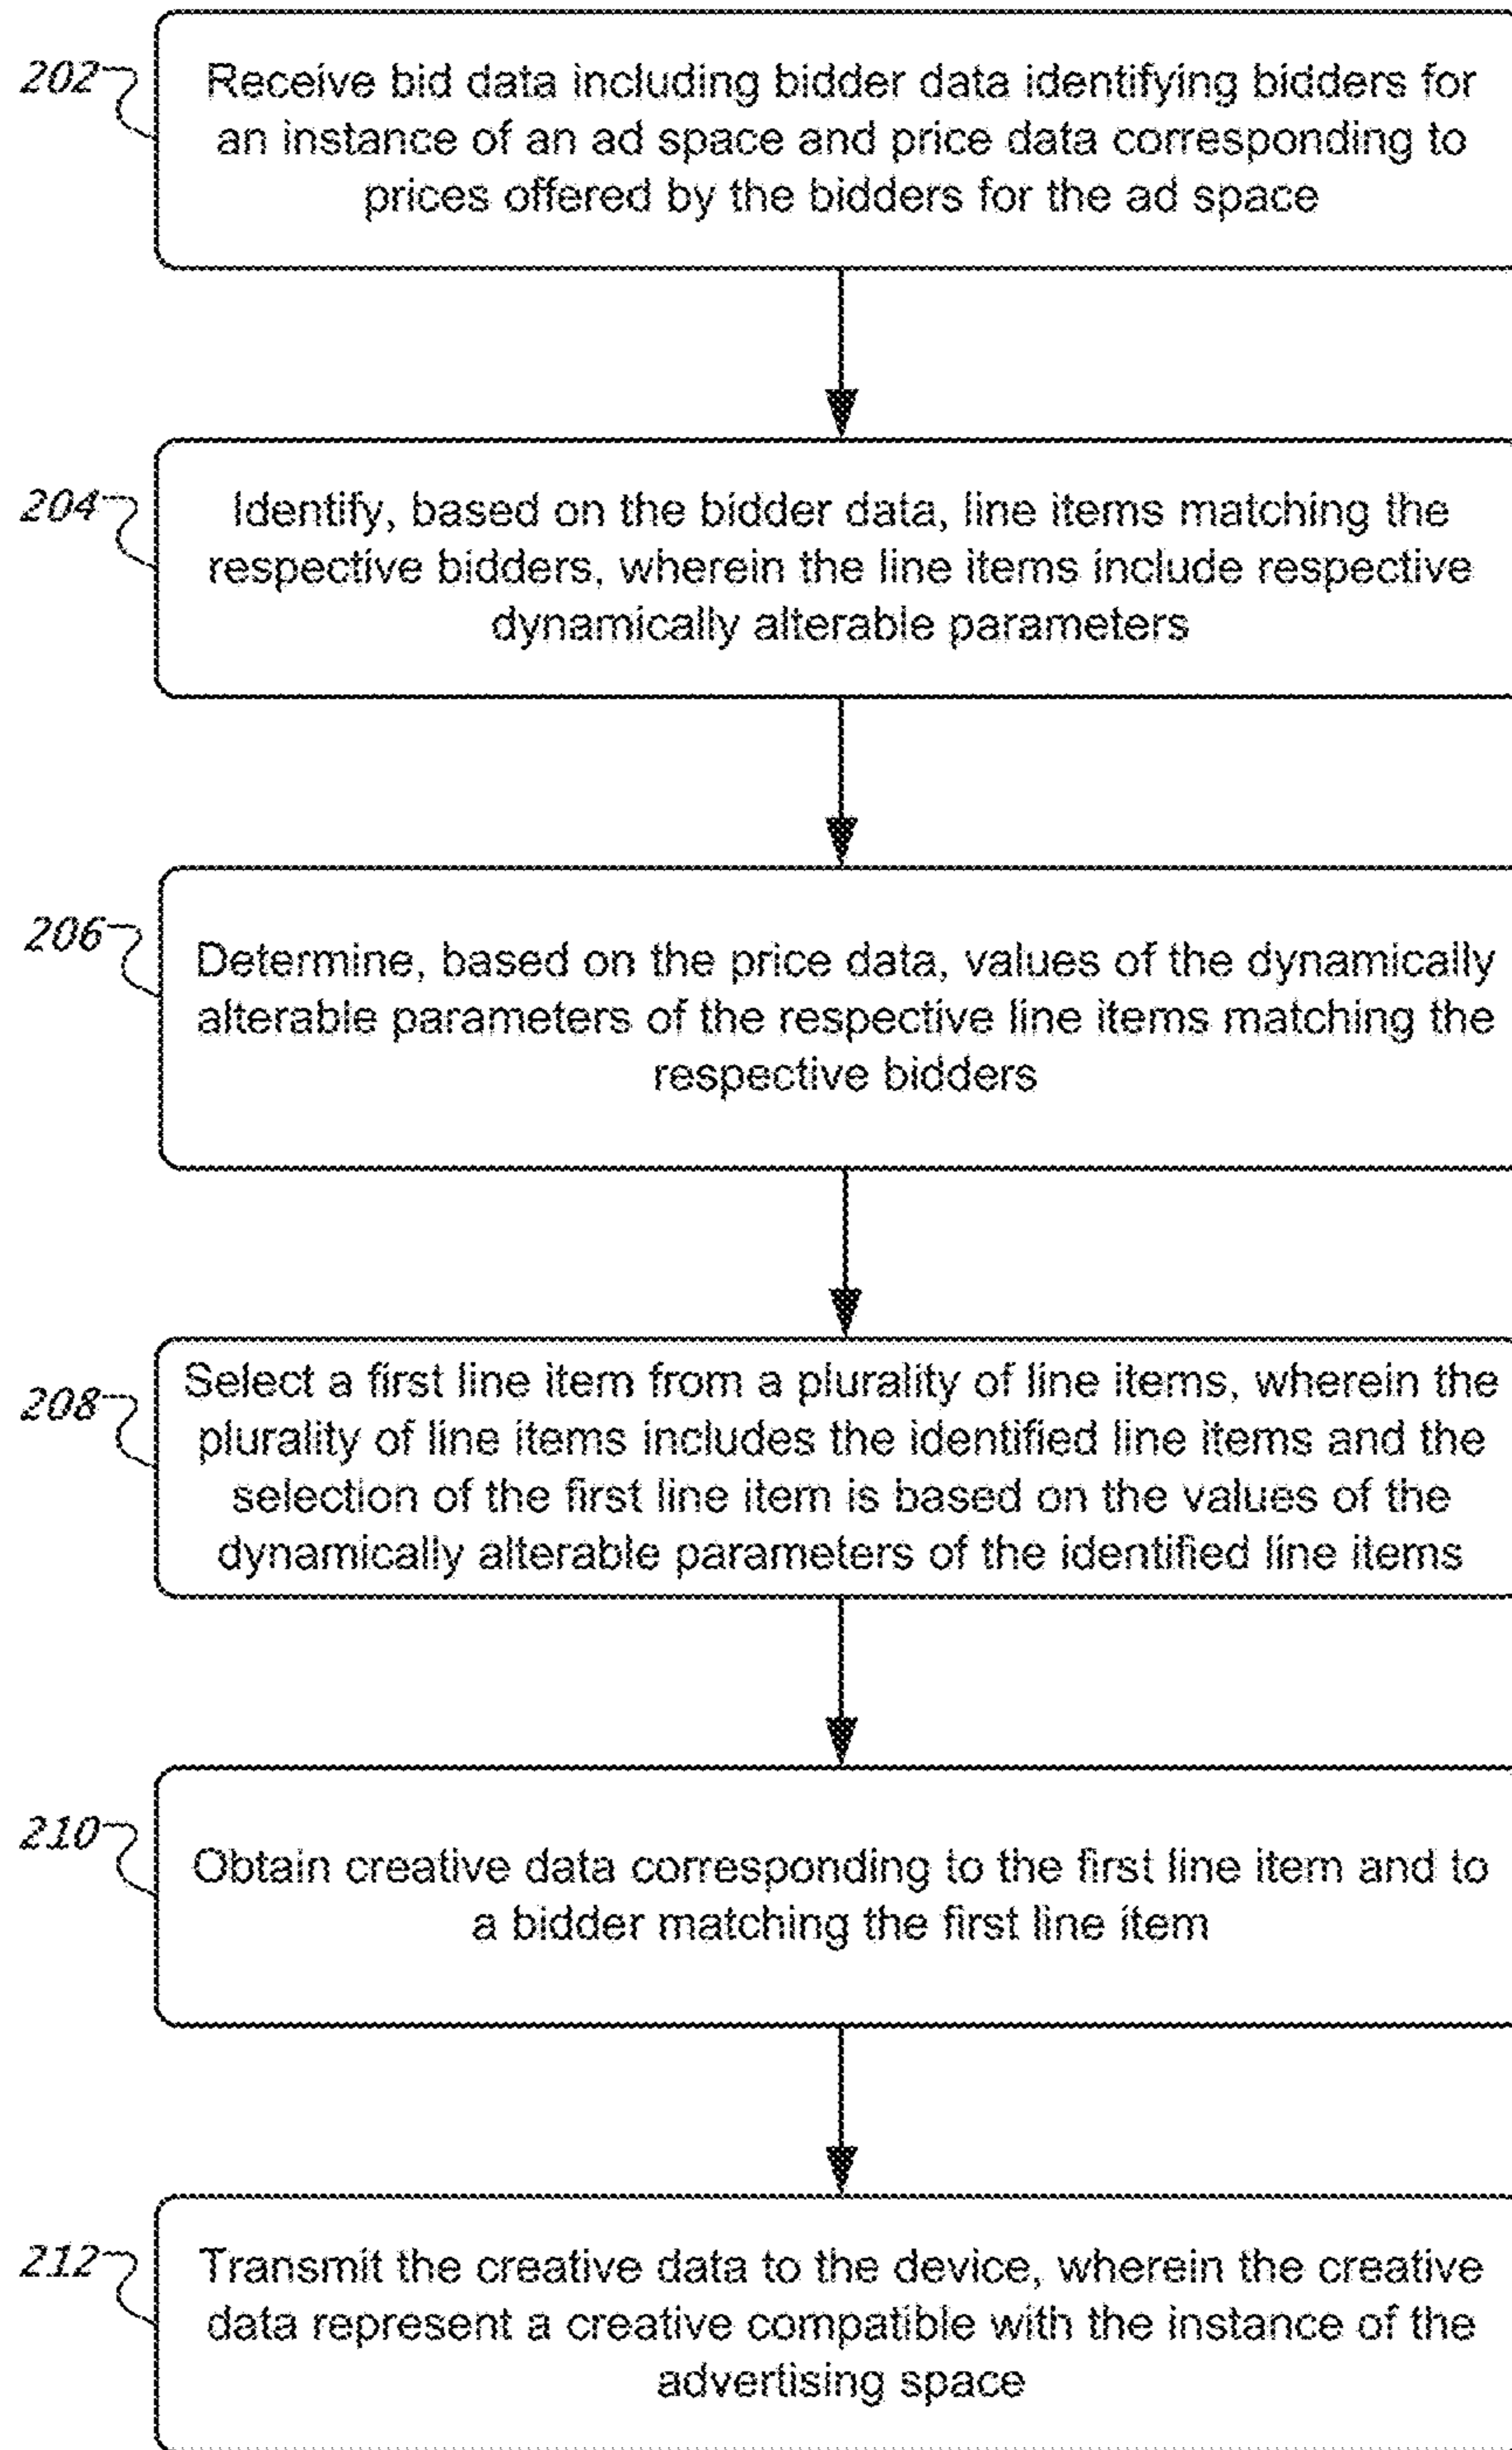 202
Receive bid data including bidder data identifying bidders for
an instance of an ad space and price data corresponding to
prices offered by the bidders for the ad space
204
Identify, based on the bidder data, line items matching the
respective bidders, wherein the line items include respective
dynamically alterable parameters
206
Determine, based on the price data, values of the dynamically
alterable parameters of the respective line items matching the
respective bidders
208
Select a first line item from a plurality of line items, wherein the
plurality of line items includes the identified line items and the
selection of the first line item is based on the values of the
dynamically alterable parameters of the identified line items
210
Obtain creative data corresponding to the first line item and to
a bidder matching the first line item
212
Transmit the creative data to the device, wherein the creative
data represent a creative compatible with the instance of the
advertising space